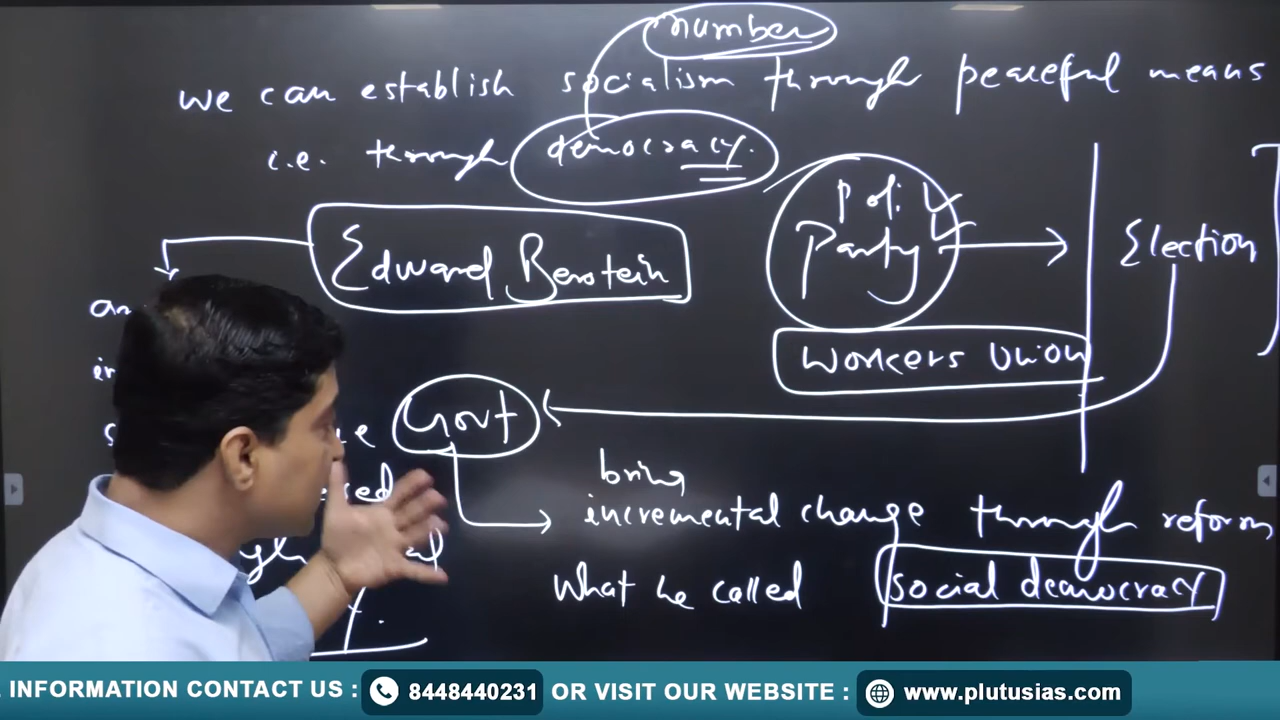 number
we can establish socialism through peaceful means
i.e. through democracy.
Poli
Party
Election
Edward Berstein
Workers Union
Govt
bring
incremental change through reform
What he called social democracy
INFORMATION CONTACT US : 8448440231 OR VISIT OUR WEBSITE : www.plutusias.com